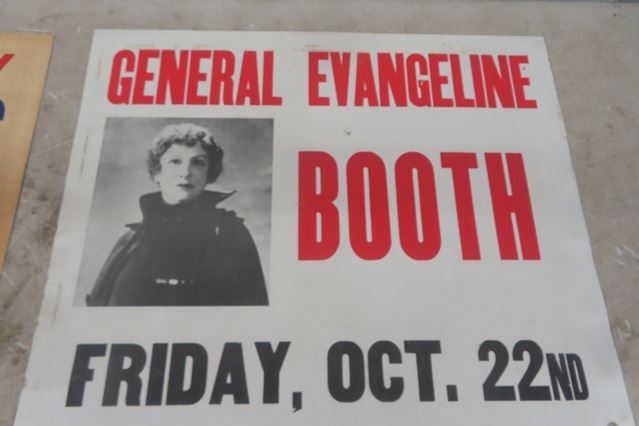 GENERAL EVANGELINE
BOOTH
FRIDAY, OCT. 22ND